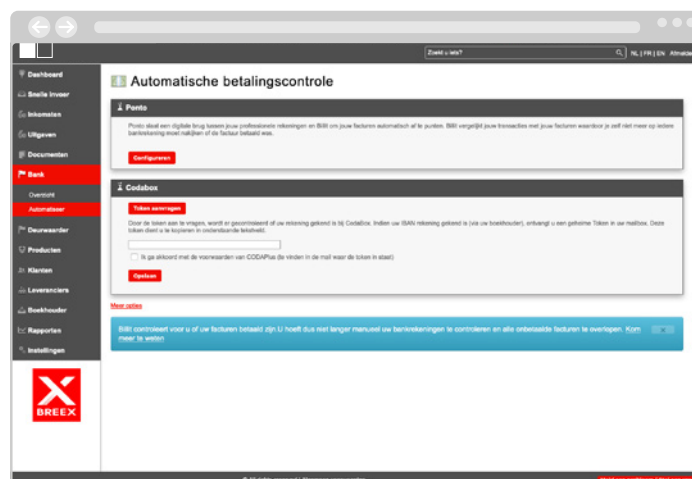 Zoekt u iets?
NL | FR | EN Afmelde
Dashboard
Snelle invoer
Inkomsten
Uitgaven
Documenten
Bank
Overzicht
Automatiseer
Deurwaarder
Producten
Klanten
Leveranciers
Boekhouder
Rapporten
Instellingen
BREEX
Automatische betalingscontrole
Ponto
Ponto slaat een digitale brug tussen jouw professionele rekeningen en Billit om jouw facturen automatisch af te punten. Billit vergelijkt jouw transacties met jouw facturen waardoor je zelf niet meer op iedere
bankrekening moet nakijken of de factuur betaald was.
Configureren
Codabox
Token aanvragen
Door de token aan te vragen, wordt er gecontroleerd of uw rekening gekend is bij CodaBox. Indien uw IBAN rekening gekend is (via uw boekhouder), ontvangt u een geheime Token in uw mailbox. Deze
token dient u te kopieren in onderstaande tekstveld.
Ik ga akkoord met de voorwaarden van CODAPlus (te vinden in de mail waar de token in staat)
Opslaan
Meer opties
Billit controleert voor u of uw facturen betaald zijn.U hoeft dus niet langer manueel uw bankrekeningen te controleren en alle onbetaalde facturen te overlopen. Kom
meer te weten